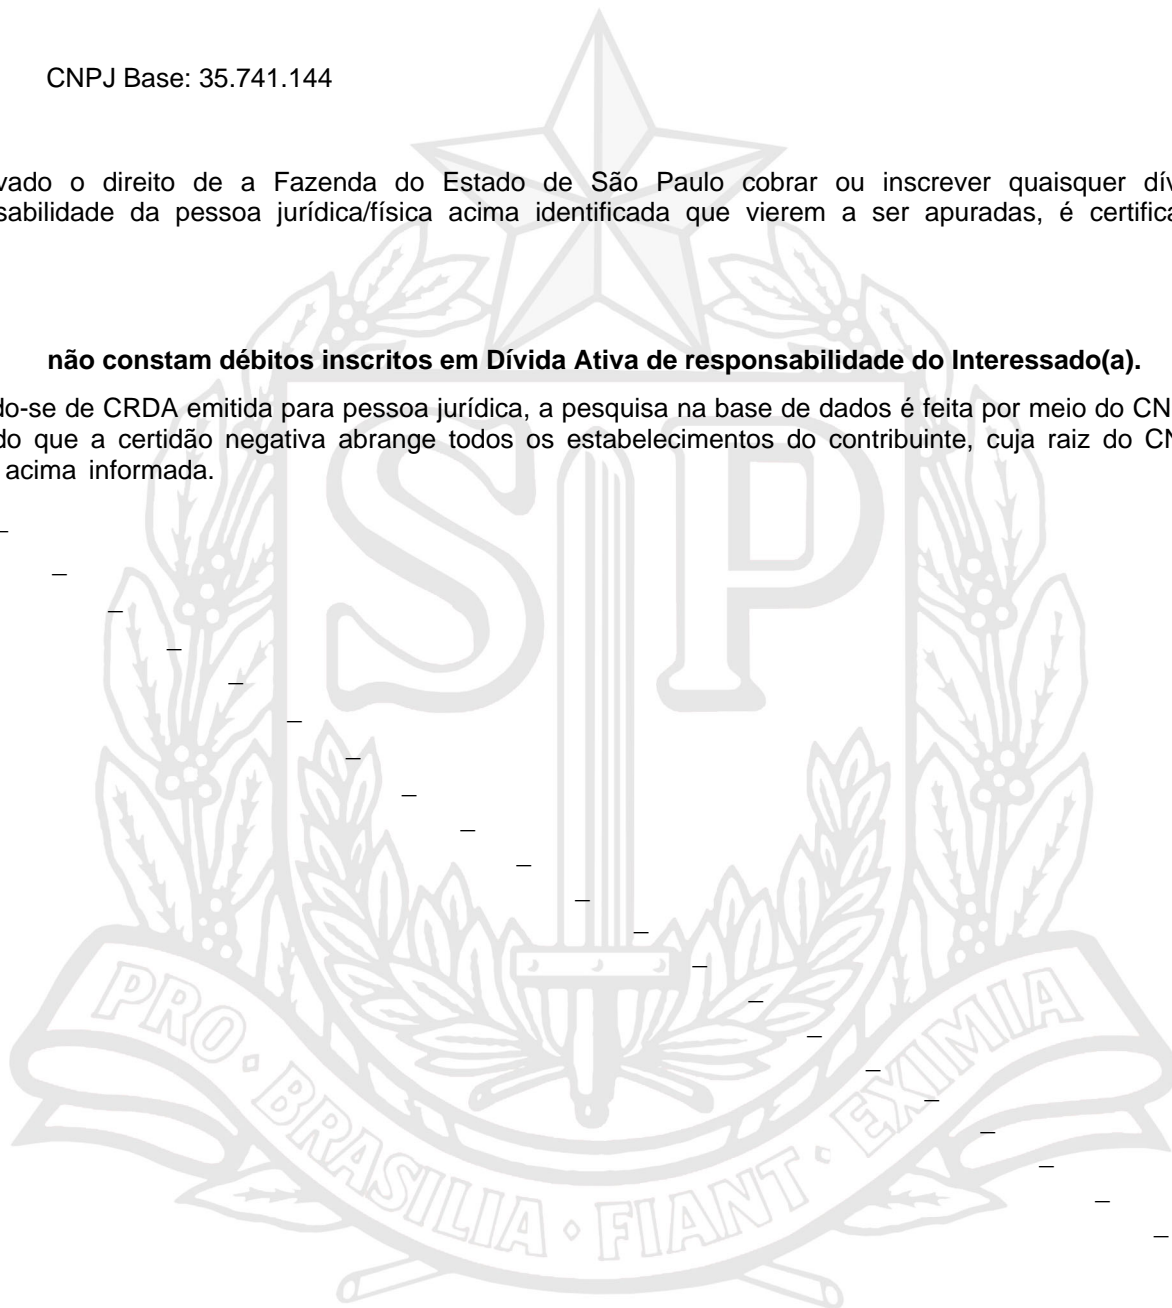 CNPJ Base: 35.741.144
vado o direito de a Fazenda do Estado de São Paulo cobrar ou inscrever quaisquer dív
sabilidade da pessoa jurídica/física acima identificada que vierem a ser apuradas, é certifica
não constam débitos inscritos em Dívida Ativa de responsabilidade do Interessado(a).
do-se de CRDA emitida para pessoa jurídica, a pesquisa na base de dados é feita por meio do CN
do que a certidão negativa abrange todos os estabelecimentos do contribuinte, cuja raiz do CN
acima informada.
SP
PRO • BRASILIA • FIANT • EXIMIA